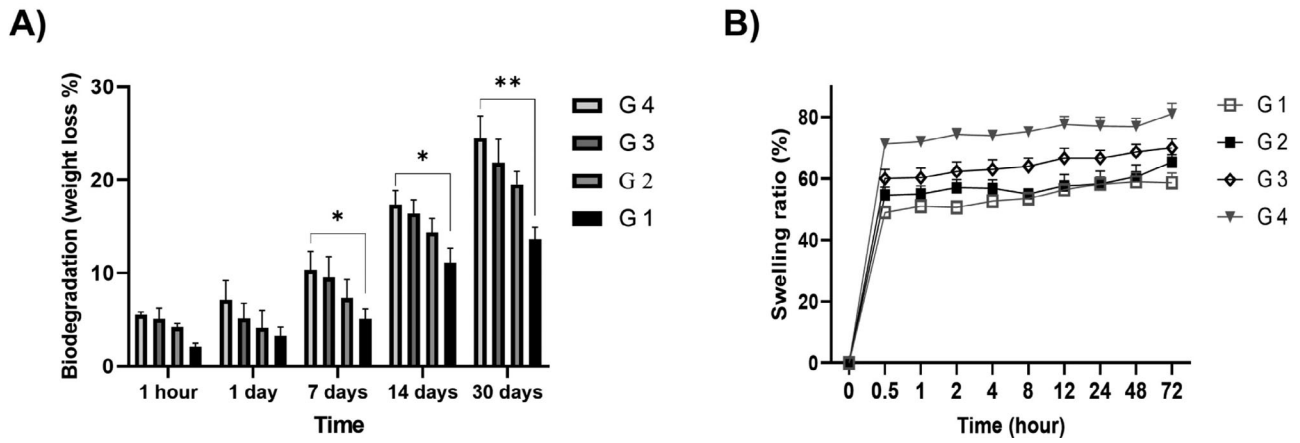 A)
Biodegradation (weight loss %)
30
20
10
0
*
*
**
1 hour 1 day 7 days 14 days 30 days
Time
G 4
G 3
G 2
G 1
B)
Swelling ratio (%)
80
60
40
20
0
0 0.5 1 2 4 8 12 24 48 72
Time (hour)
G 1
G 2
G 3
G 4